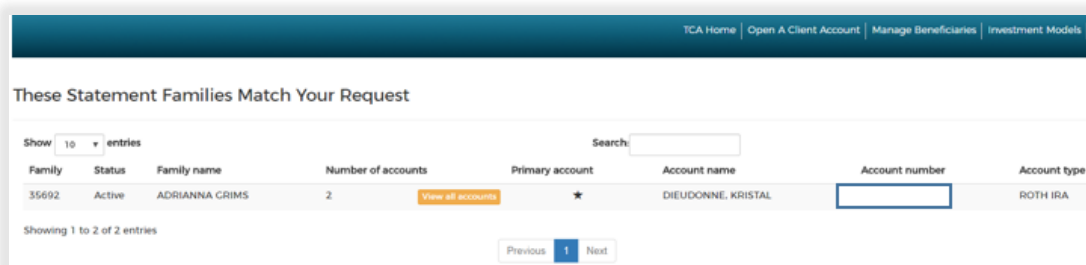 TCA Home | Open A Client Account | Manage Beneficiaries | Investment Models
These Statement Families Match Your Request
Show 10 entries Search:
Family Status Family name Number of accounts Primary account Account name Account number Account type
35692 Active ADRIANNA GRIMS 2 View all accounts ★ DIEUDONNE, KRISTAL ROTH IRA
Showing 1 to 2 of 2 entries
Previous 1 Next